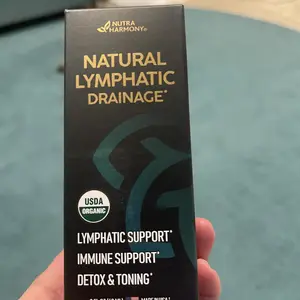 NUTRA
HARMONY®
NATURAL
LYMPHATIC
DRAINAGE*
USDA
ORGANIC
LYMPHATIC SUPPORT*
IMMUNE SUPPORT*
DETOX & TONING*